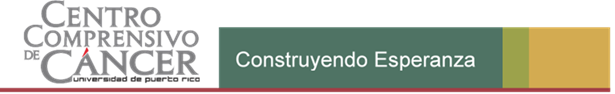 CENTRO
COMPRENSIVO
DE CÁNCER
universidad de puerto rico
Construyendo Esperanza